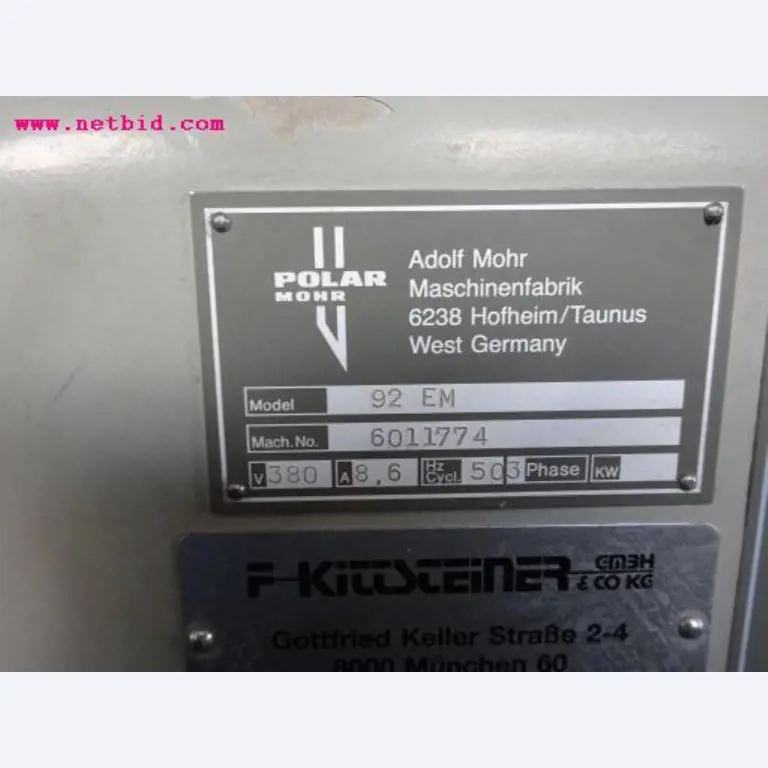 www.netbid.com
POLAR
MOHR
Adolf Mohr
Maschinenfabrik
6238 Hofheim/Taunus
West Germany
Model 92 EM
Mach.No. 6011774
V 380 A 8,6 Hz Cycl. 50 3 Phase KW
F-KITTSTEINER GMBH & CO KG
Gottfried Keller Straße 2-4
8000 München 60